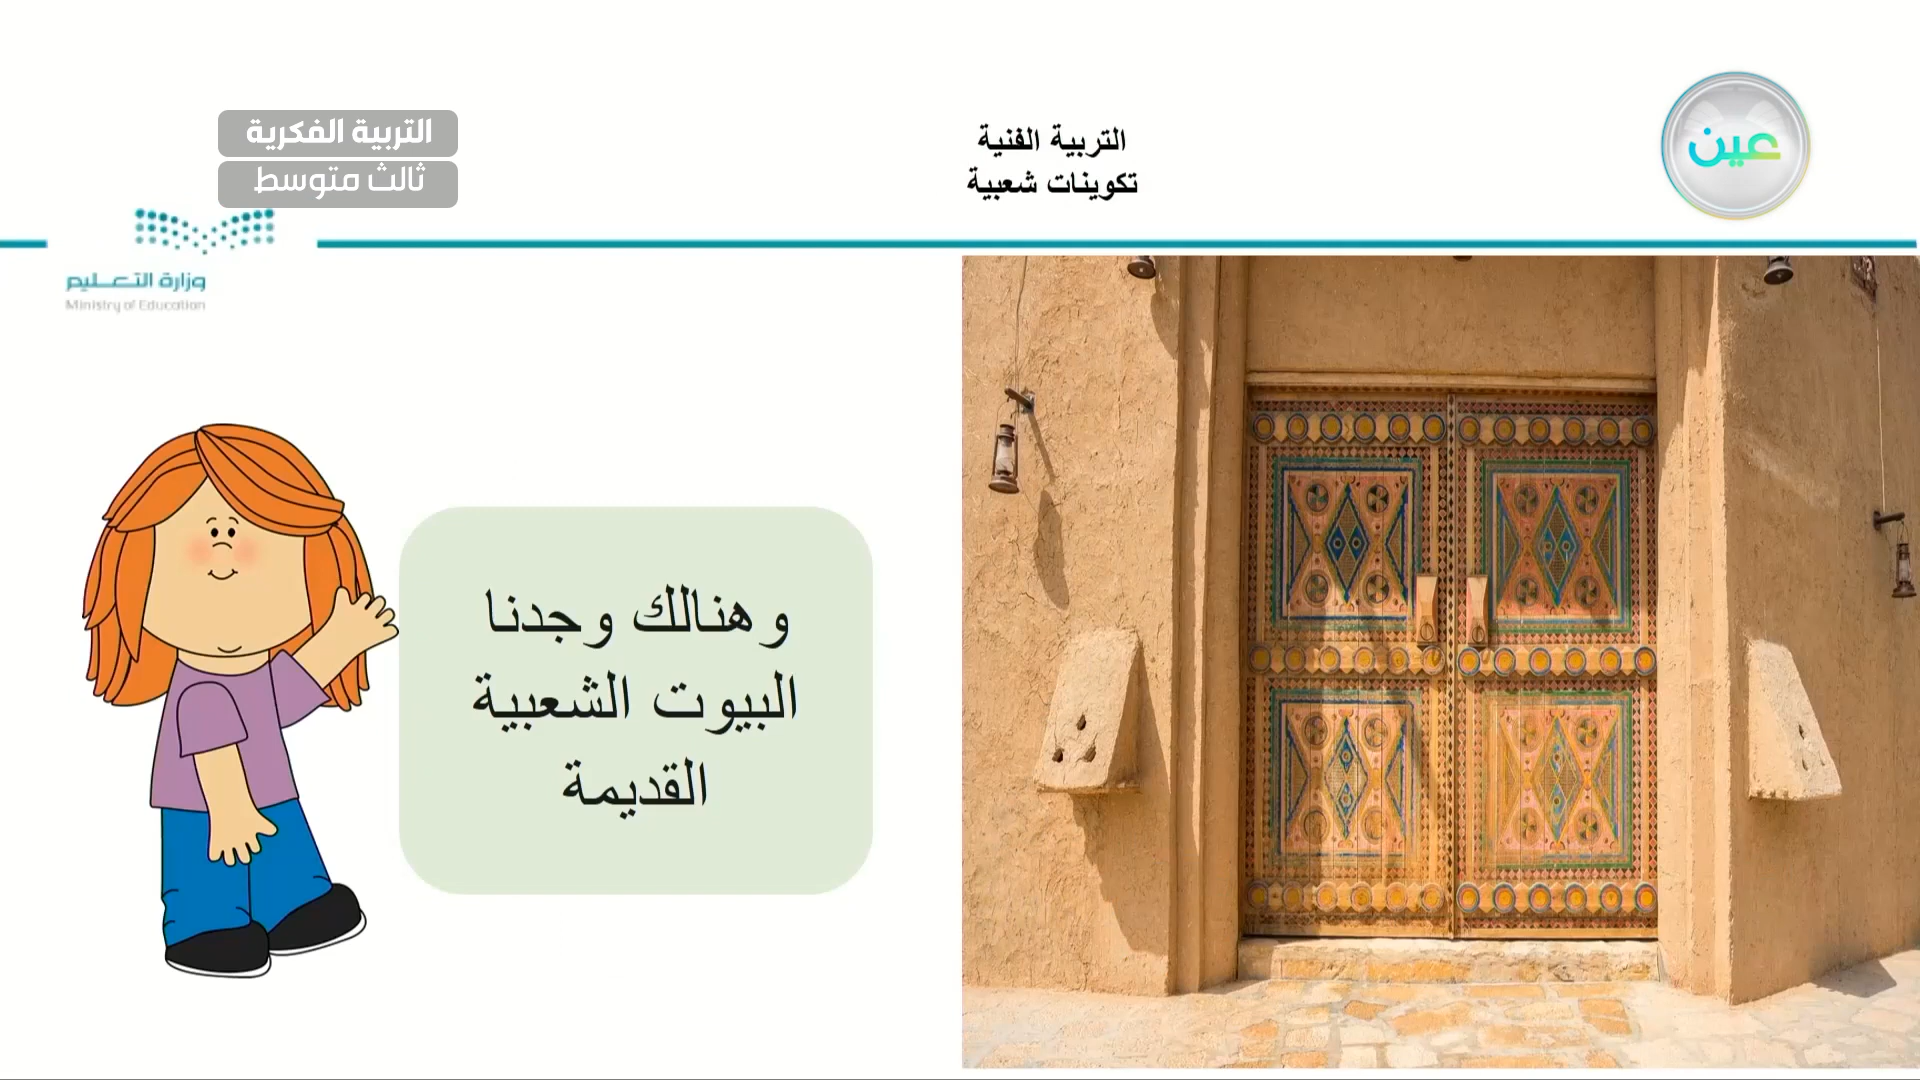 عين
التربية الفنية
تكوينات شعبية
التربية الفكرية
ثالث متوسط
وزارة التعليم
Ministry of Education
وهنالك وجدنا
البيوت الشعبية
القديمة